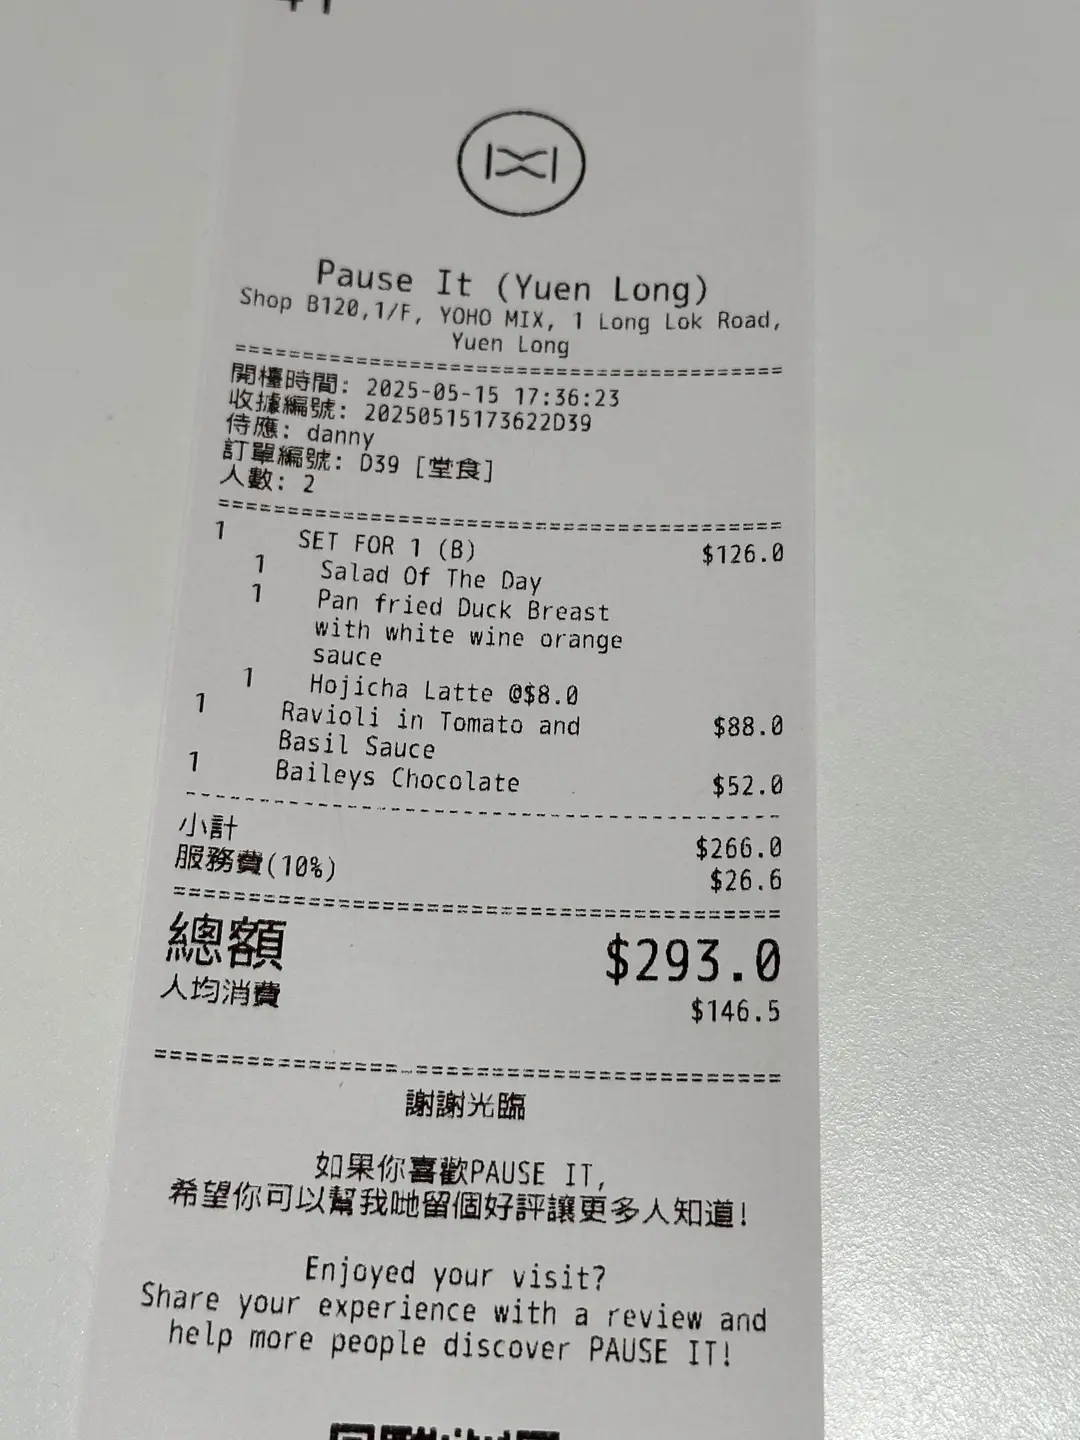 Pause It (Yuen Long)
Shop B120,1/F, YOHO MIX, 1 Long Lok Road,
Yuen Long
開檯時間: 2025-05-15 17:36:23
收據編號: 20250515173622D39
侍應: danny
訂單編號: D39 [堂食]
人數: 2
1 SET FOR 1 (B) $126.0
1 Salad Of The Day
1 Pan fried Duck Breast
with white wine orange
sauce
1 Hojicha Latte @$8.0
1 Ravioli in Tomato and $88.0
Basil Sauce
1 Baileys Chocolate $52.0
小計 $266.0
服務費(10%) $26.6
總額 $293.0
人均消費 $146.5
謝謝光臨
如果你喜歡PAUSE IT,
希望你可以幫我哋留個好評讓更多人知道!
Enjoyed your visit?
Share your experience with a review and
help more people discover PAUSE IT!